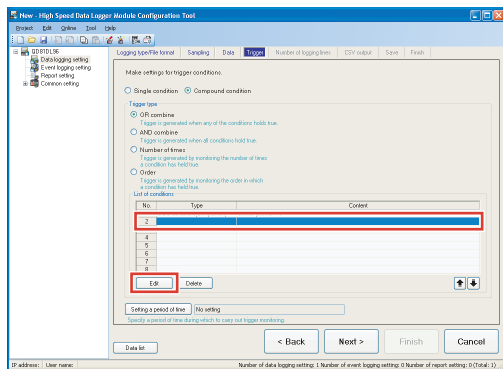 New - High Speed Data Logger Module Configuration Tool
Project Edit Online Tool Help
QD81DL96
Data logging setting
Event logging setting
Report setting
Common setting
Logging type/File format Sampling Data Trigger Number of logging lines CSV output Save Finish
Make settings for trigger conditions.
Single condition Compound condition
Trigger type
OR combine
Trigger is generated when any of the conditions holds true.
AND combine
Trigger is generated when all conditions hold true.
Number of times
Trigger is generated by monitoring the number of times
a condition has held true.
Order
Trigger is generated by monitoring the order in which
a condition has held true.
List of conditions
No. Type Content
2
4
5
6
7
8
Edit Delete
Setting a period of time No setting
Specify a period of time during which to carry out trigger monitoring.
Data list < Back Next > Finish Cancel
IP address: User name: Number of data logging setting: 1 Number of event logging setting: 0 Number of report setting: 0 (Total: 1)